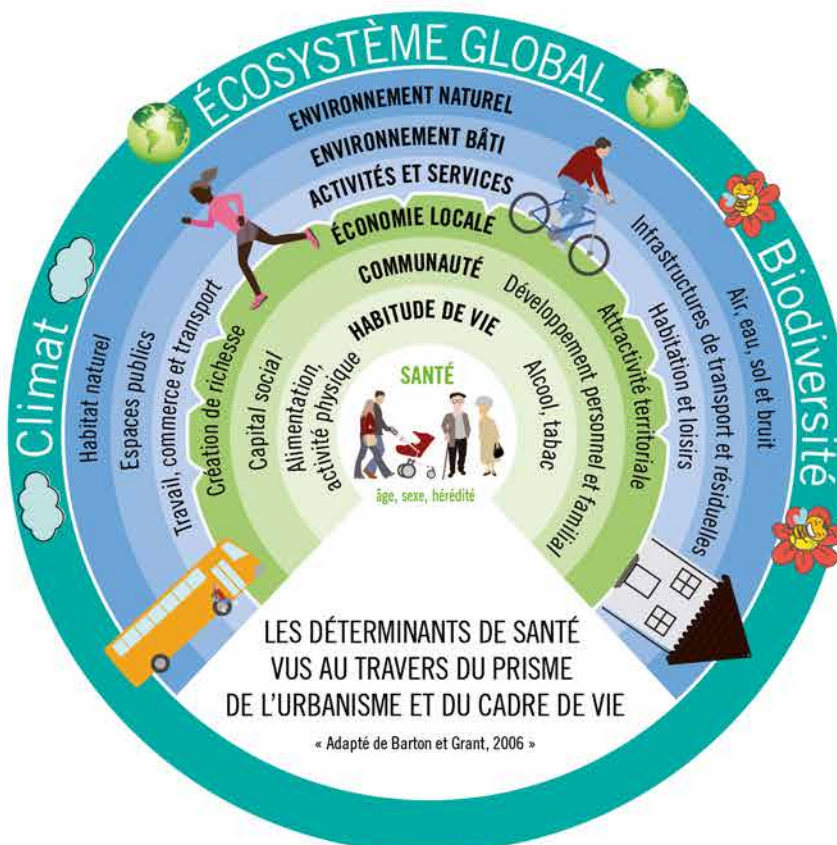 ÉCOSYSTÈME GLOBAL
Climat
Biodiversité
ENVIRONNEMENT NATUREL
Habitat naturel
Air, eau, sol et bruit
ENVIRONNEMENT BÂTI
Espaces publics
Infrastructures de transport et résiduelles
ACTIVITÉS ET SERVICES
Travail, commerce et transport
Habitation et loisirs
ÉCONOMIE LOCALE
Création de richesse
Attractivité territoriale
COMMUNAUTÉ
Capital social
Développement personnel et familial
HABITUDE DE VIE
Alimentation,
activité physique
Alcool, tabac
SANTÉ
âge, sexe, hérédité
LES DÉTERMINANTS DE SANTÉ
VUS AU TRAVERS DU PRISME
DE L'URBANISME ET DU CADRE DE VIE
« Adapté de Barton et Grant, 2006 »